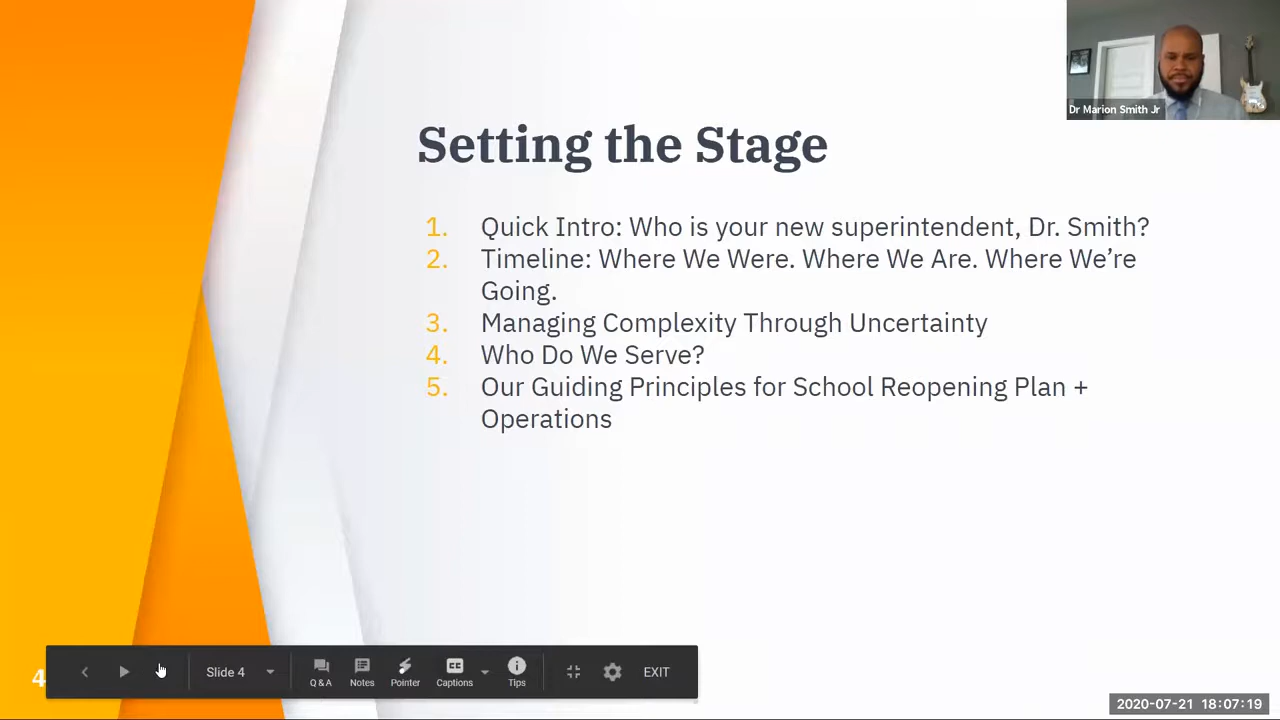 Dr Marion Smith Jr
Setting the Stage
1. Quick Intro: Who is your new superintendent, Dr. Smith?
2. Timeline: Where We Were. Where We Are. Where We’re
Going.
3. Managing Complexity Through Uncertainty
4. Who Do We Serve?
5. Our Guiding Principles for School Reopening Plan +
Operations
4
Slide 4
Q & A
Notes
Pointer
CC
Captions
Tips
EXIT
2020-07-21 18:07:19